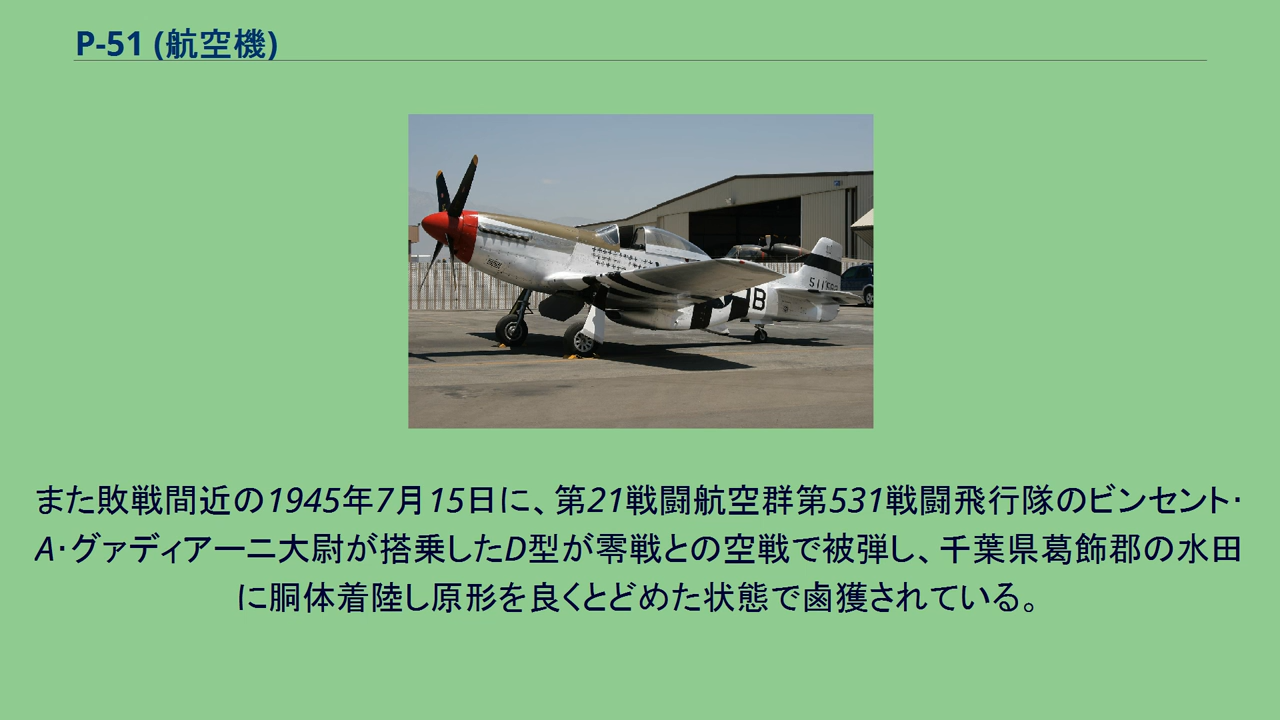 P-51 (航空機)
また敗戦間近の1945年7月15日に、第21戦闘航空群第531戦闘飛行隊のビンセント·
A·グァディアーニ大尉が搭乗したD型が零戦との空戦で被弾し、千葉県葛飾郡の水田
に胴体着陸し原形を良くとどめた状態で鹵獲されている。